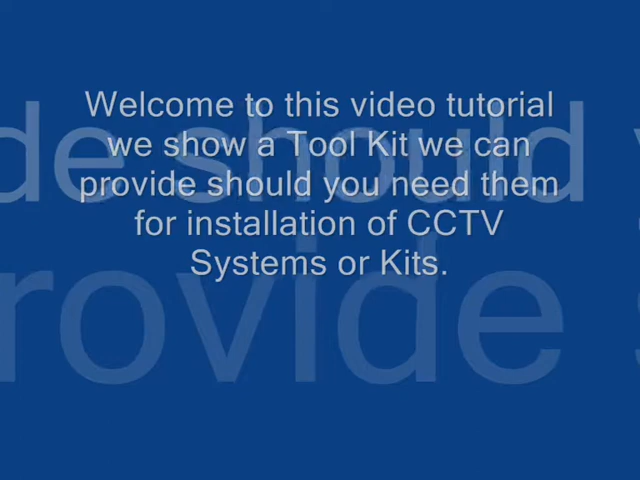 Welcome to this video tutorial
we show a Tool Kit we can
provide should you need them
for installation of CCTV
Systems or Kits.